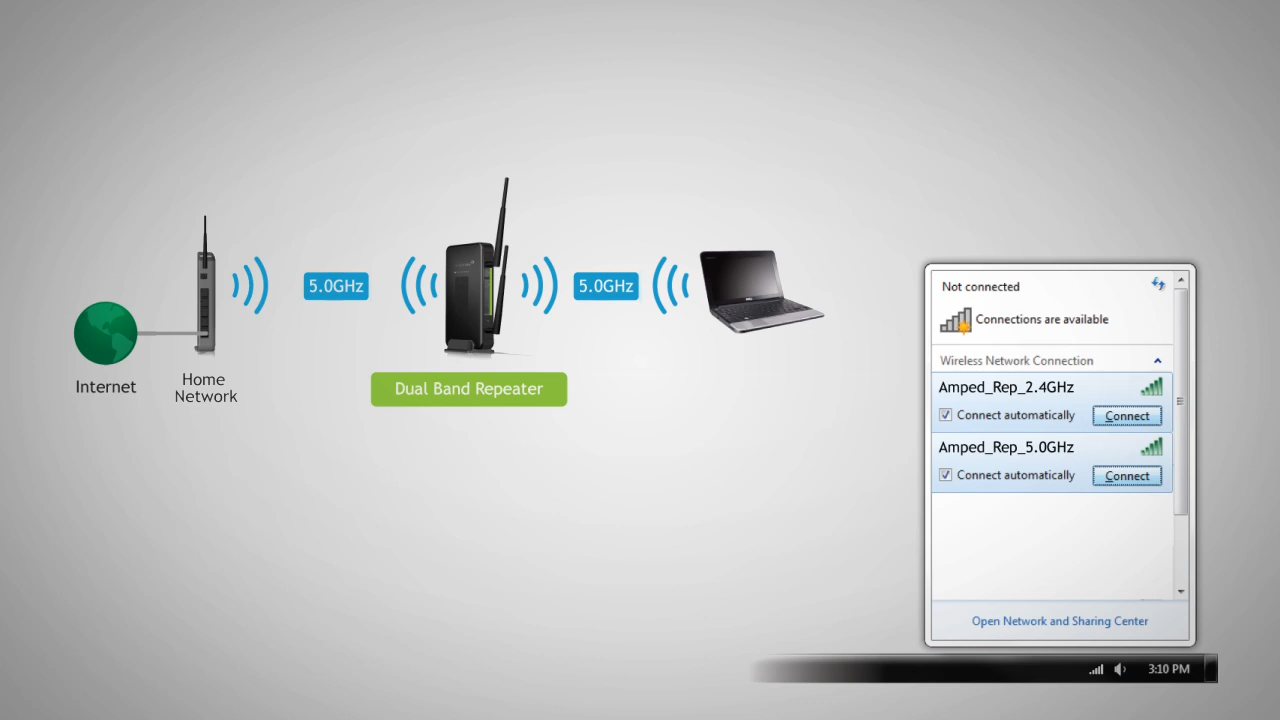 5.0GHz
5.0GHz
Internet
Home
Network
Dual Band Repeater
Not connected
Connections are available
Wireless Network Connection
Amped_Rep_2.4GHz
Connect automatically
Connect
Amped_Rep_5.0GHz
Connect automatically
Connect
Open Network and Sharing Center
3:10 PM